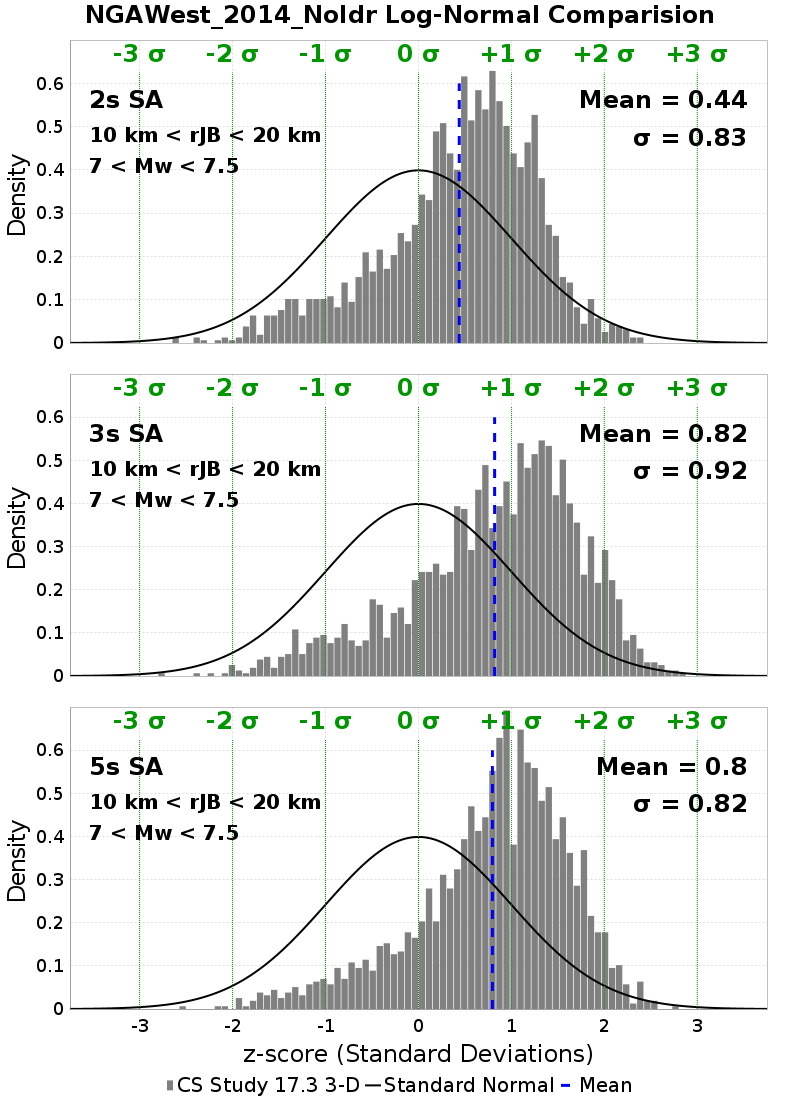 NGAWest_2014_NoIdr Log-Normal Comparision
-3 σ -2 σ -1 σ 0 σ +1 σ +2 σ +3 σ
2s SA
Mean = 0.44
10 km < rJB < 20 km
σ = 0.83
7 < Mw < 7.5
Density
0.6
0.5
0.4
0.3
0.2
0.1
0
-3 σ -2 σ -1 σ 0 σ +1 σ +2 σ +3 σ
3s SA
Mean = 0.82
10 km < rJB < 20 km
σ = 0.92
7 < Mw < 7.5
Density
0.6
0.5
0.4
0.3
0.2
0.1
0
-3 σ -2 σ -1 σ 0 σ +1 σ +2 σ +3 σ
5s SA
Mean = 0.8
10 km < rJB < 20 km
σ = 0.82
7 < Mw < 7.5
Density
0.6
0.5
0.4
0.3
0.2
0.1
0
-3 -2 -1 0 1 2 3
z-score (Standard Deviations)
CS Study 17.3 3-D Standard Normal Mean